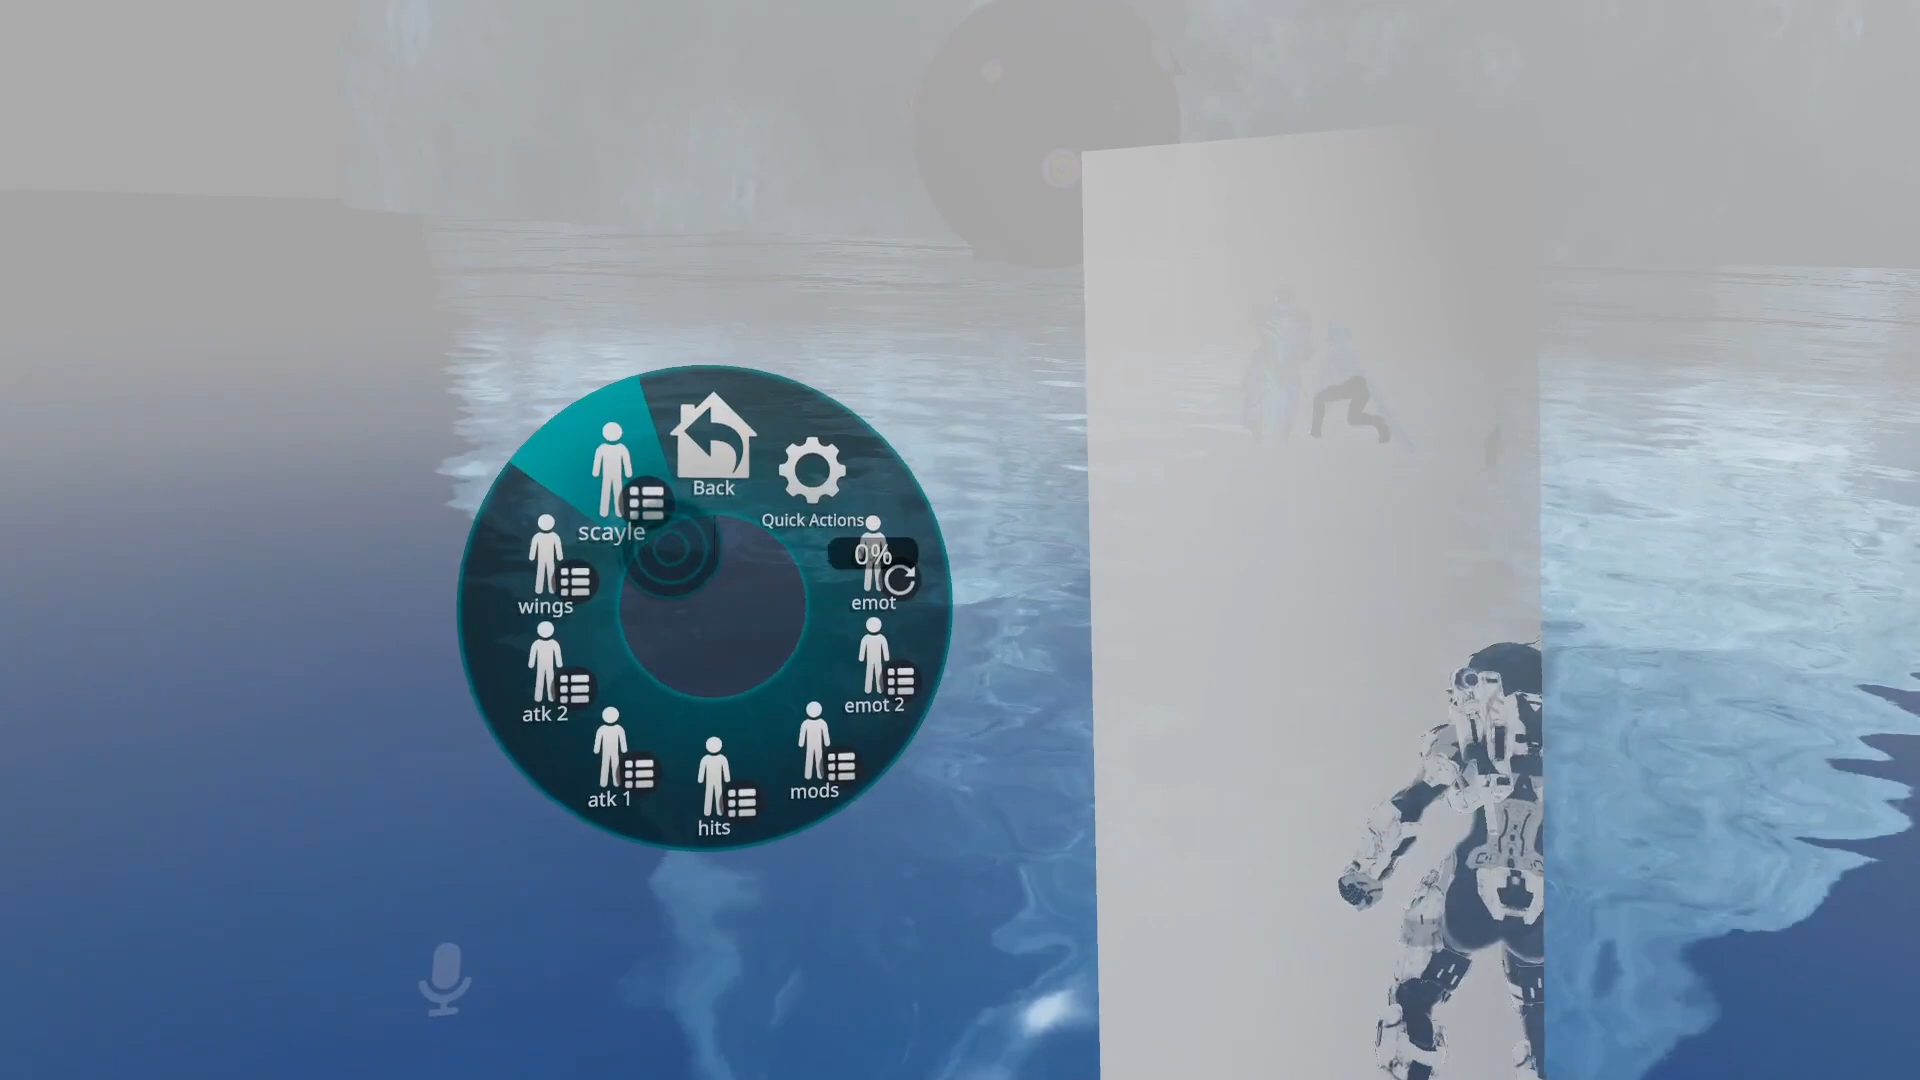 Back
Quick Actions
scayle
0%
emot
wings
emot 2
atk 2
mods
atk 1
hits